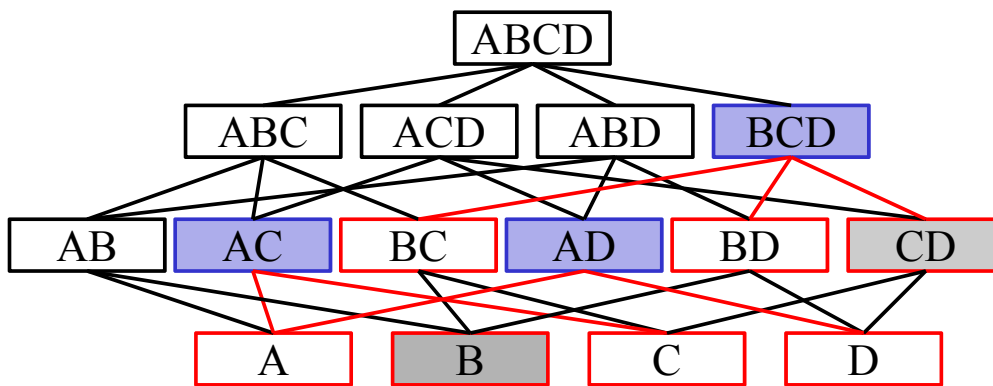 ABCD
ABC ACD ABD BCD
AB AC BC AD BD CD
A B C D